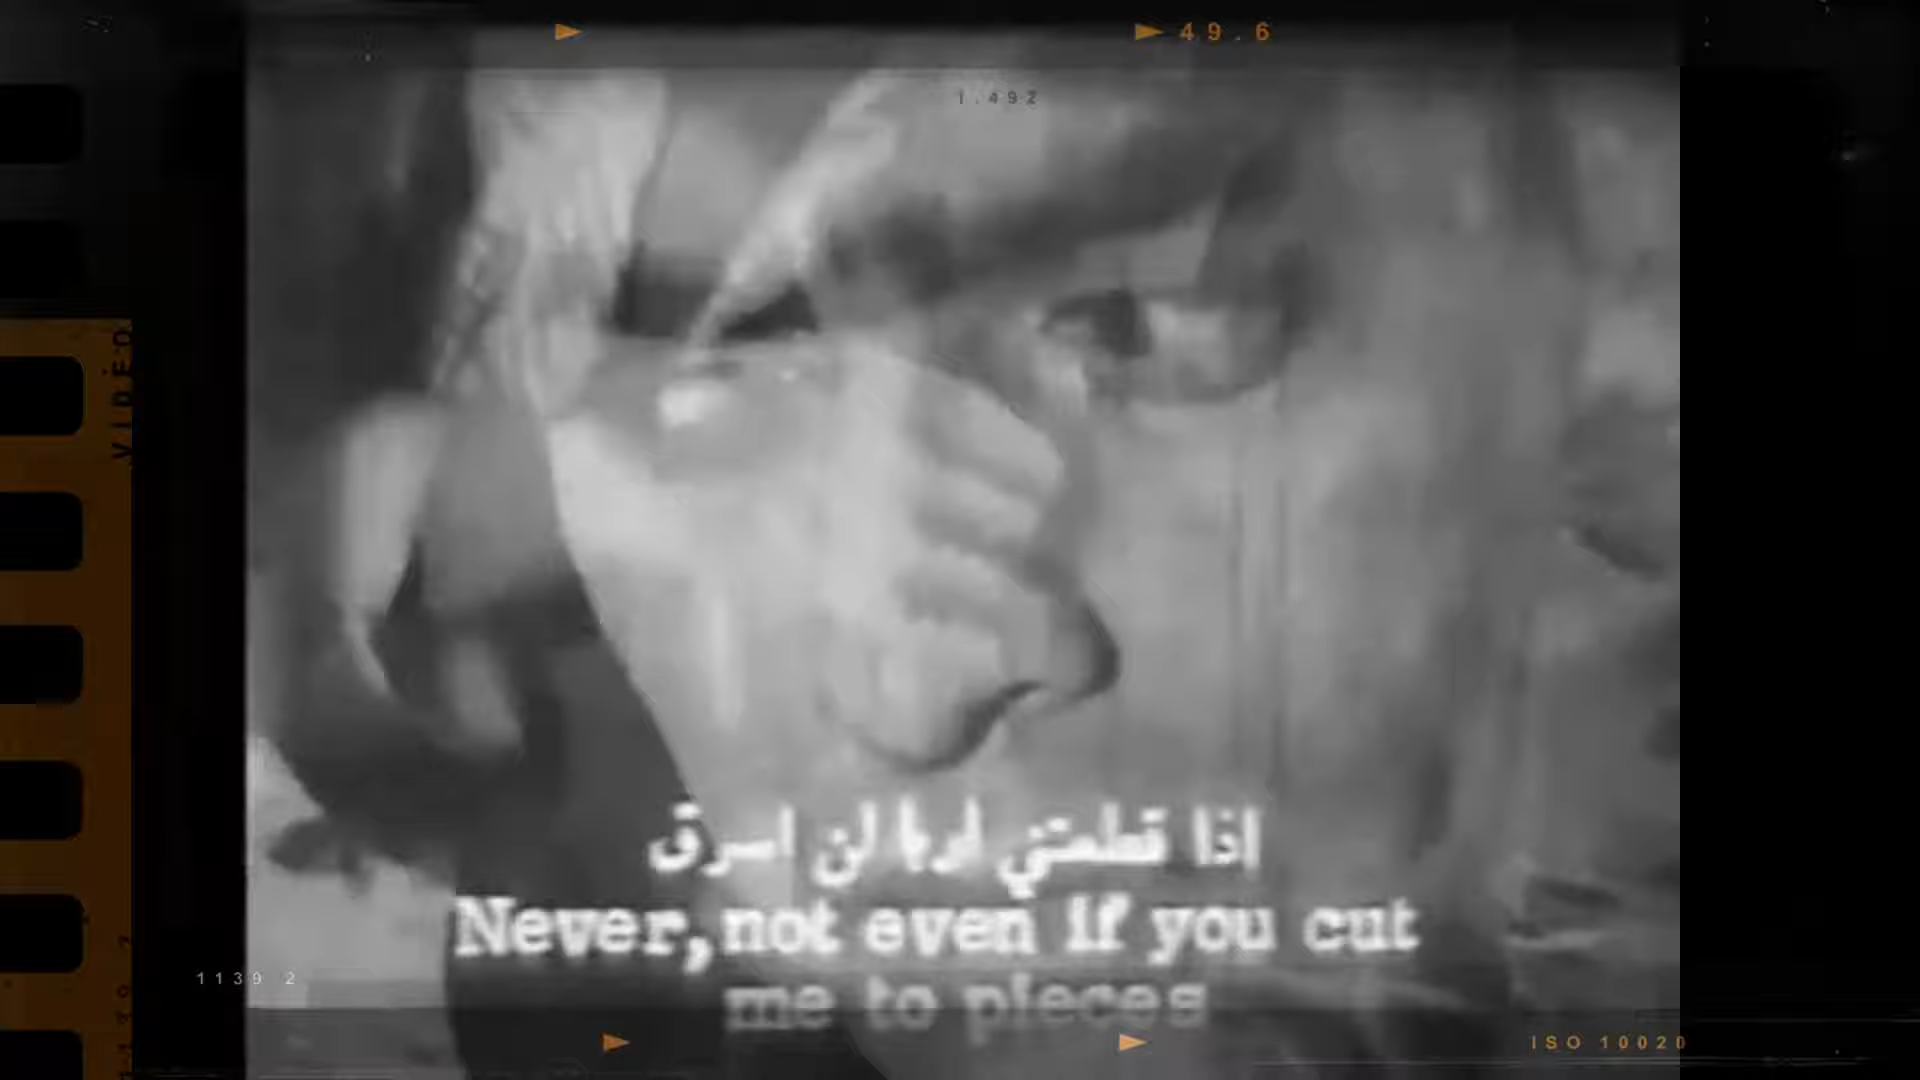 49.6
1.492
VIDEO
اذا قطعتني اربا لن اسرق
Never, not even if you cut
me to pieces
1139 2
ISO 10020